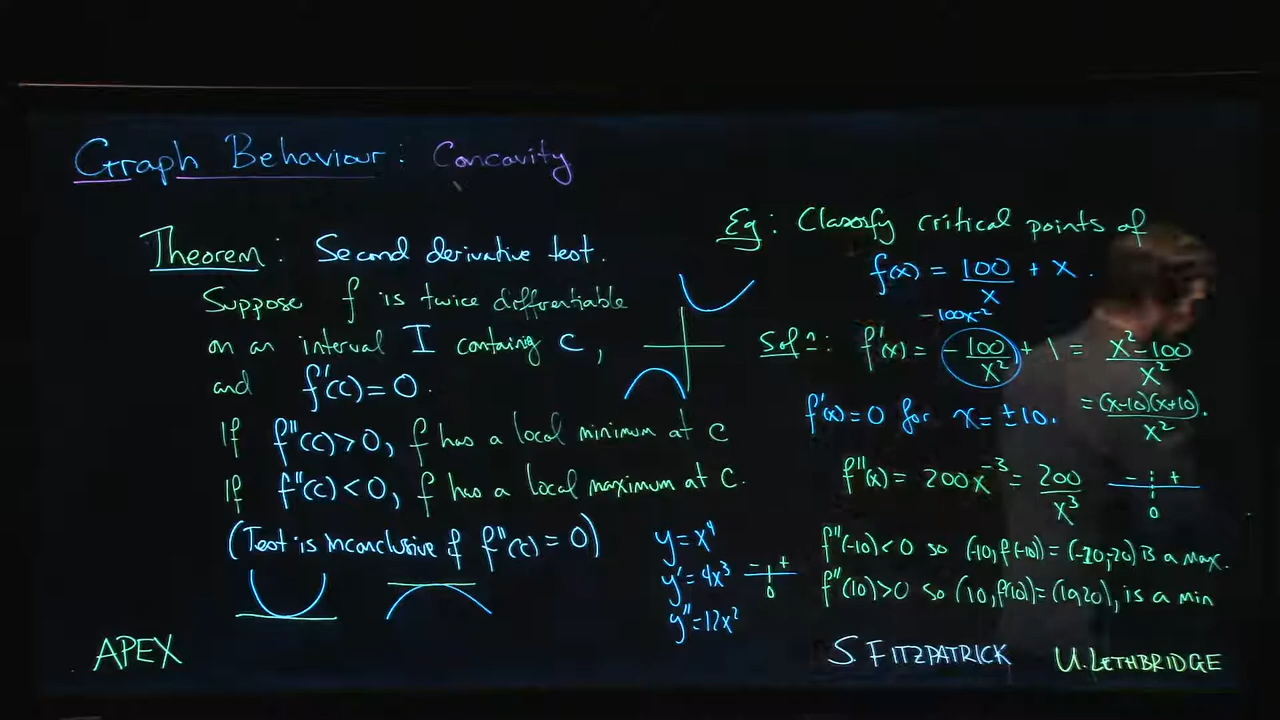 Graph Behaviour: Concavity
Theorem: Second derivative test.
Suppose f is twice differentiable
on an interval I containing c,
and f'(c)=0.
If f''(c)>0, f has a local minimum at c
If f''(c)<0, f has a local maximum at c.
(Test is inconclusive if f''(c)=0)
y=x⁴
y'=4x³
- +
0
y''=12x²
Eg: Classify critical points of
f(x) = 100/x + x.
-100x⁻²
Solⁿ: f'(x) = -100/x² + 1 = x²-100/x²
= (x-10)(x+10)/x².
f'(x)=0 for x=±10.
f''(x) = 200x⁻³ = 200/x³
- +
0
f''(-10)<0 so (-10,f(-10)) = (-10,-20) is a max.
f''(10)>0 so (10,f(10))=(10,20), is a min
APEX
S. FITZPATRICK
U. LETHBRIDGE